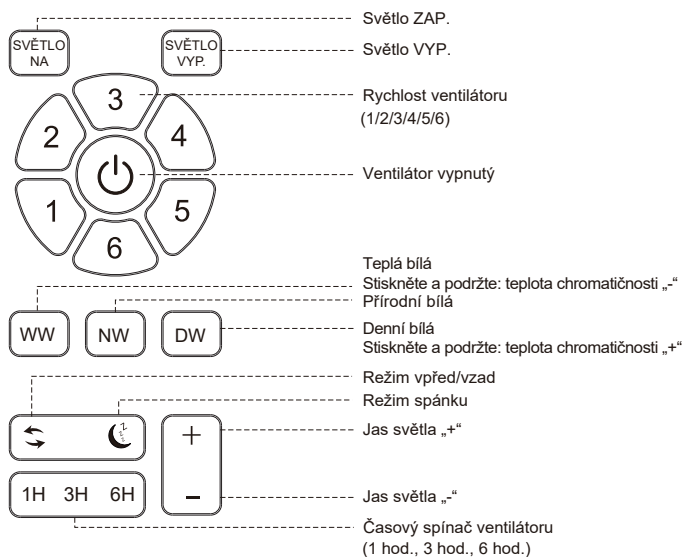 Světlo ZAP.
SVĚTLO
NA
SVĚTLO
VYP.
Světlo VYP.
Rychlost ventilátoru
(1/2/3/4/5/6)
3
2
4
Ventilátor vypnutý
1
5
6
Teplá bílá
Stiskněte a podržte: teplota chromatičnosti „-“
Přírodní bílá
WW
NW
DW
Denní bílá
Stiskněte a podržte: teplota chromatičnosti „+“
Režim vpřed/vzad
Režim spánku
+
Jas světla „+“
1H 3H 6H
-
Jas světla „-“
Časový spínač ventilátoru
(1 hod., 3 hod., 6 hod.)